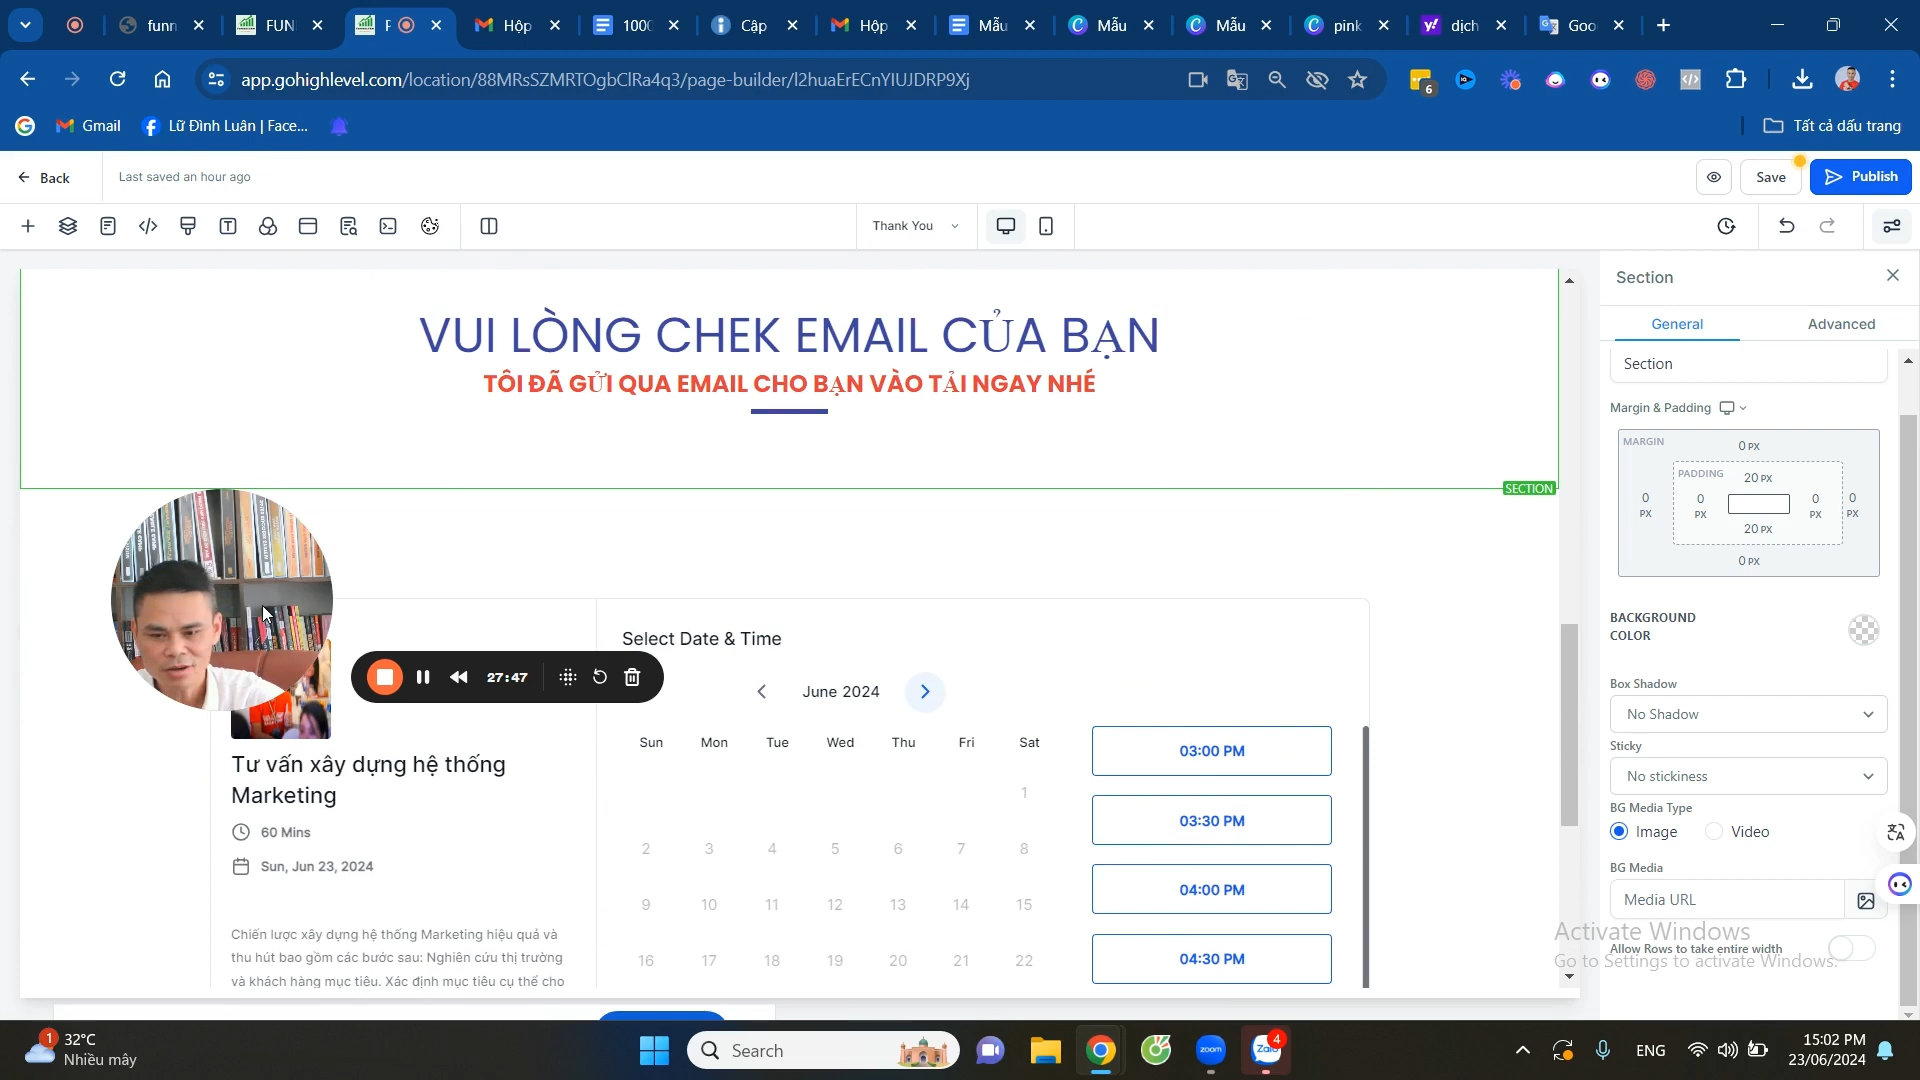 funn
FUN
Hộp
100
Cập
Hộp
Mẫu
Mẫu
Mẫu
pink
dịch
Goo
app.gohighlevel.com/location/88MRsSZMRTOgbClRa4q3/page-builder/l2huaErECnYIUJDRP9Xj
6
Gmail
Lữ Đình Luân | Face...
Tất cả dấu trang
Back
Last saved an hour ago
Save
Publish
Thank You
Section
General
Advanced
Section
Margin & Padding
MARGIN
0 PX
PADDING
20 PX
0 PX
0 PX
0 PX
0 PX
20 PX
0 PX
BACKGROUND COLOR
Box Shadow
No Shadow
Sticky
No stickiness
BG Media Type
Image
Video
BG Media
Media URL
Allow Rows to take entire width
Activate Windows
Go to Settings to activate Windows.
VUI LÒNG CHEK EMAIL CỦA BẠN
TÔI ĐÃ GỬI QUA EMAIL CHO BẠN VÀO TẢI NGAY NHÉ
SECTION
27:47
Tư vấn xây dựng hệ thống
Marketing
60 Mins
Sun, Jun 23, 2024
Chiến lược xây dựng hệ thống Marketing hiệu quả và
thu hút bao gồm các bước sau: Nghiên cứu thị trường
và khách hàng mục tiêu. Xác định mục tiêu cụ thể cho
Select Date & Time
June 2024
Sun Mon Tue Wed Thu Fri Sat
1
2 3 4 5 6 7 8
9 10 11 12 13 14 15
16 17 18 19 20 21 22
03:00 PM
03:30 PM
04:00 PM
04:30 PM
1
32°C
Nhiều mây
Search
zoom
Zalo
4
ENG
15:02 PM
23/06/2024